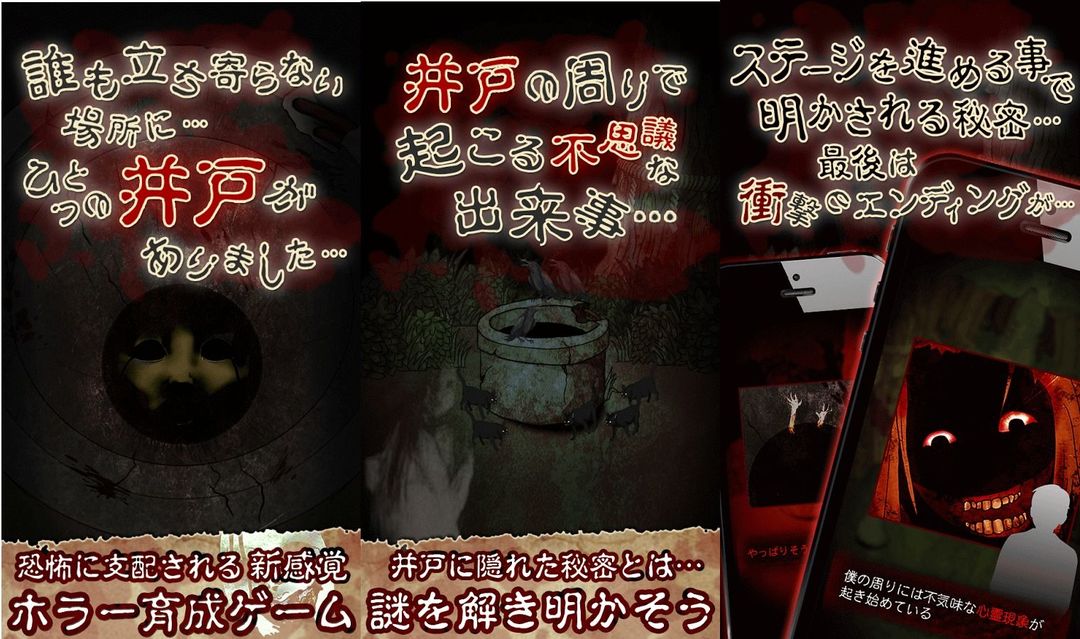 誰も立ち寄らない
場所に…
ひとつの井戸が
ありました…
恐怖に支配される新感覚
ホラー育成ゲーム
井戸の周りで
起こる不思議な
出来事…
井戸に隠れた秘密とは…
謎を解き明かそう
ステージを進める事で
明かされる秘密…
最後は
衝撃のエンディングが…
やっぱりそう
僕の周りには不気味な心霊現象が
起き始めている